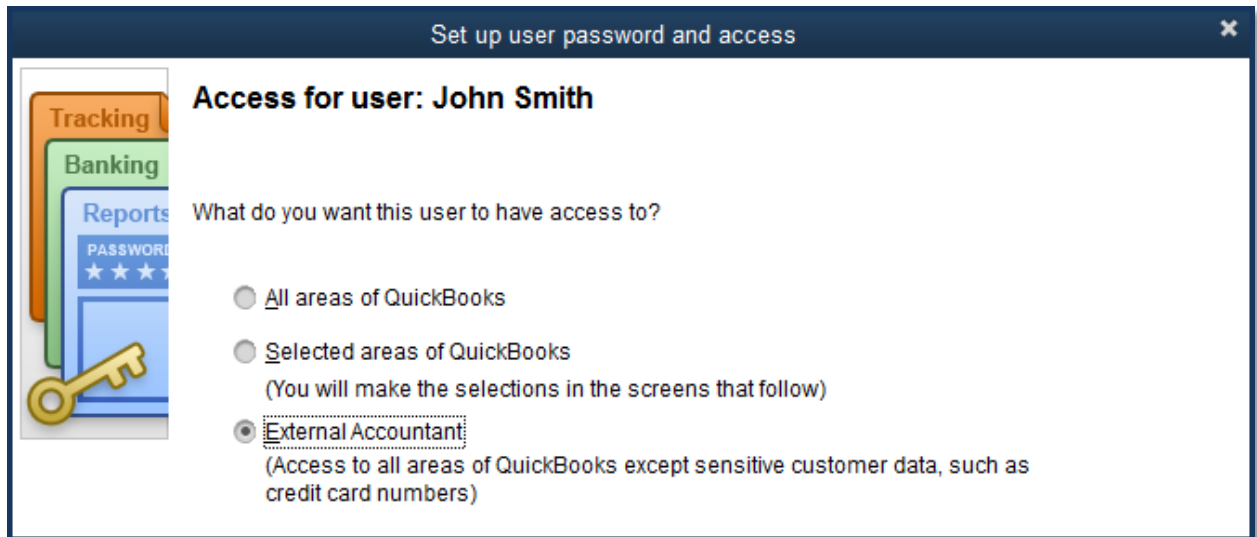 Set up user password and access
Tracking
Banking
Reports
Access for user: John Smith
What do you want this user to have access to?
All areas of QuickBooks
Selected areas of QuickBooks
(You will make the selections in the screens that follow)
External Accountant
(Access to all areas of QuickBooks except sensitive customer data, such as
credit card numbers)